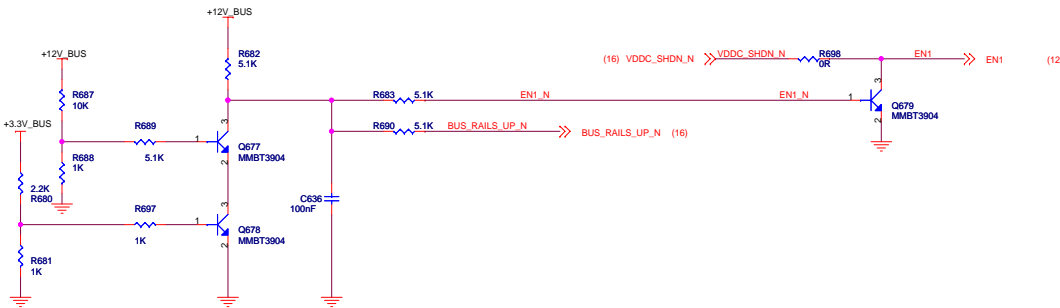 +12V_BUS
+12V_BUS
R682
5.1K
(16) VDDC_SHDN_N
VDDC_SHDN_N
R698
0R
EN1
EN1
(12
R687
10K
R683
5.1K
EN1_N
EN1_N
1
3
2
Q679
MMBT3904
+3.3V_BUS
R689
5.1K
1
3
2
Q677
MMBT3904
R690
5.1K
BUS_RAILS_UP_N
BUS_RAILS_UP_N (16)
R688
1K
2.2K
R680
C636
100nF
R697
1K
1
3
2
Q678
MMBT3904
R681
1K